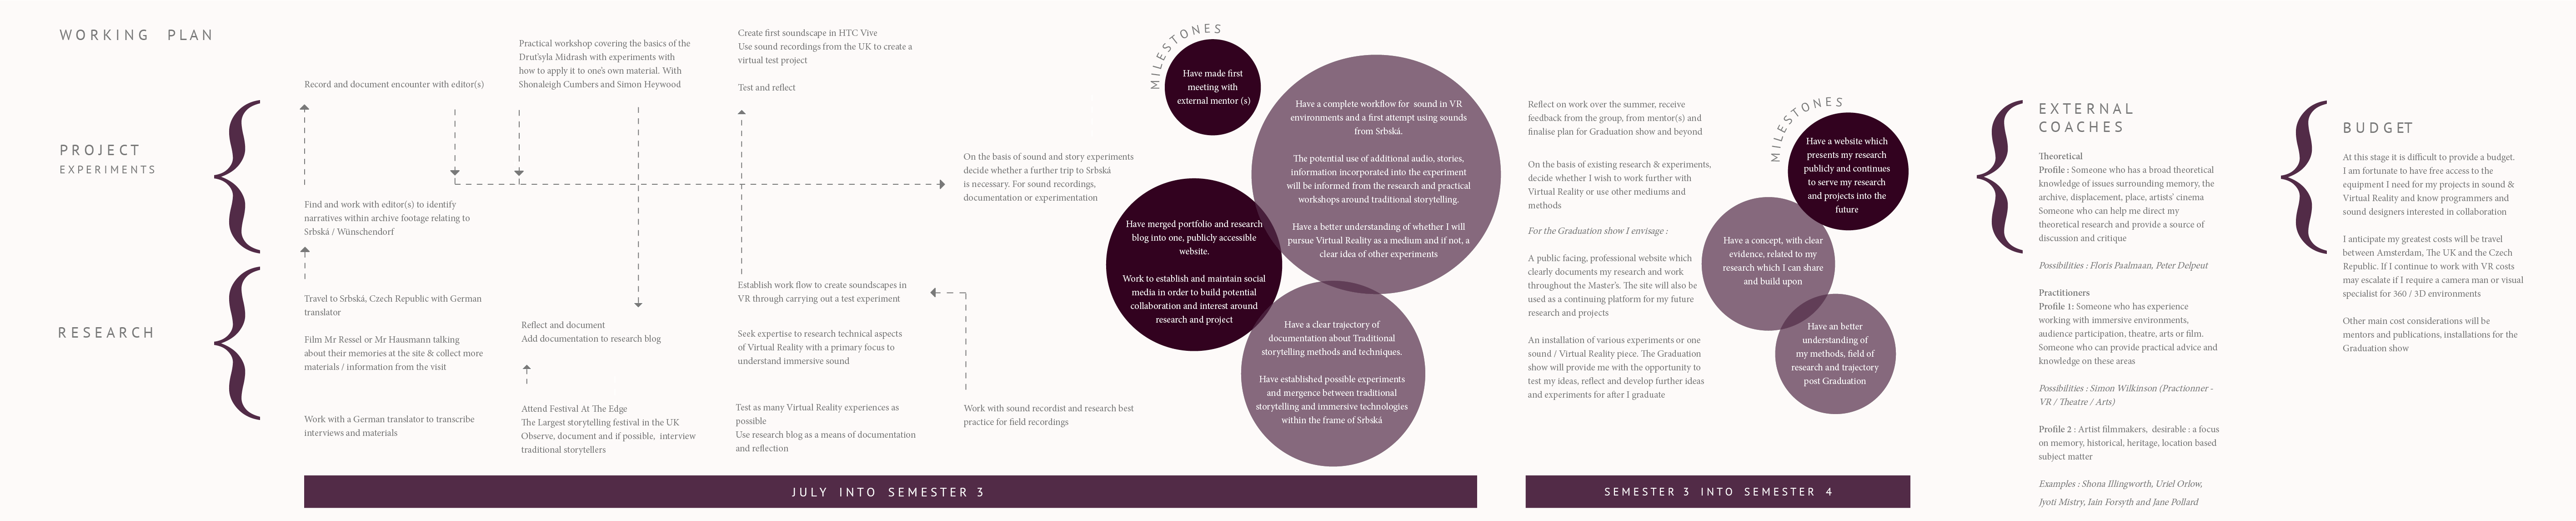 WORKING PLAN
PROJECT
EXPERIMENTS
RESEARCH
Record and document encounter with editor(s)
Find and work with editor(s) to identify
narratives within archive footage relating to
Srbská / Wünschendorf
Travel to Srbská, Czech Republic with German
translator
Film Mr Ressel or Mr Hausmann talking
about their memories at the site & collect more
materials / information from the visit
Work with a German translator to transcribe
interviews and materials
Practical workshop covering the basics of the
Drut'syla Midrash with experiments with
how to apply it to one's own material. With
Shonaleigh Cumbers and Simon Heywood
Reflect and document
Add documentation to research blog
Attend Festival At The Edge
The Largest storytelling festival in the UK
Observe, document and if possible, interview
traditional storytellers
Create first soundscape in HTC Vive
Use sound recordings from the UK to create a
virtual test project
Test and reflect
Establish work flow to create soundscapes in
VR through carrying out a test experiment
Seek expertise to research technical aspects
of Virtual Reality with a primary focus to
understand immersive sound
Test as many Virtual Reality experiences as
possible
Use research blog as a means of documentation
and reflection
On the basis of sound and story experiments
decide whether a further trip to Srbská
is necessary. For sound recordings,
documentation or experimentation
Work with sound recordist and research best
practice for field recordings
MILESTONES
Have made first
meeting with
external mentor (s)
Have merged portfolio and research
blog into one, publicly accessible
website.
Work to establish and maintain social
media in order to build potential
collaboration and interest around
research and project
Have a complete workflow for sound in VR
environments and a first attempt using sounds
from Srbská.
The potential use of additional audio, stories,
information incorporated into the experiment
will be informed from the research and practical
workshops around traditional storytelling.
Have a better understanding of whether I will
pursue Virtual Reality as a medium and if not, a
clear idea of other experiments
Have a clear trajectory of
documentation about Traditional
storytelling methods and techniques.
Have established possible experiments
and mergence between traditional
storytelling and immersive technologies
within the frame of Srbská
JULY INTO SEMESTER 3
Reflect on work over the summer, receive
feedback from the group, from mentor(s) and
finalise plan for Graduation show and beyond
On the basis of existing research & experiments,
decide whether I wish to work further with
Virtual Reality or use other mediums and
methods
For the Graduation show I envisage :
A public facing, professional website which
clearly documents my research and work
throughout the Master's. The site will also be
used as a continuing platform for my future
research and projects
An installation of various experiments or one
sound / Virtual Reality piece. The Graduation
show will provide me with the opportunity to
test my ideas, reflect and develop further ideas
and experiments for after I graduate
MILESTONES
Have a website which
presents my research
publicly and continues
to serve my research
and projects into the
future
Have a concept, with clear
evidence, related to my
research which I can share
and build upon
Have an better
understanding of
my methods, field of
research and trajectory
post Graduation
SEMESTER 3 INTO SEMESTER 4
EXTERNAL
COACHES
Theoretical
Profile : Someone who has a broad theoretical
knowledge of issues surrounding memory, the
archive, displacement, place, artists' cinema
Someone who can help me direct my
theoretical research and provide a source of
discussion and critique
Possibilities : Floris Paalmaan, Peter Delpeut
Practitioners
Profile 1: Someone who has experience
working with immersive environments,
audience participation, theatre, arts or film.
Someone who can provide practical advice and
knowledge on these areas
Possibilities : Simon Wilkinson (Practionner -
VR / Theatre / Arts)
Profile 2 : Artist filmmakers, desirable : a focus
on memory, historical, heritage, location based
subject matter
Examples : Shona Illingworth, Uriel Orlow,
Jyoti Mistry, Iain Forsyth and Jane Pollard
BUDGET
At this stage it is difficult to provide a budget.
I am fortunate to have free access to the
equipment I need for my projects in sound &
Virtual Reality and know programmers and
sound designers interested in collaboration
I anticipate my greatest costs will be travel
between Amsterdam, The UK and the Czech
Republic. If I continue to work with VR costs
may escalate if I require a camera man or visual
specialist for 360 / 3D environments
Other main cost considerations will be
mentors and publications, installations for the
Graduation show